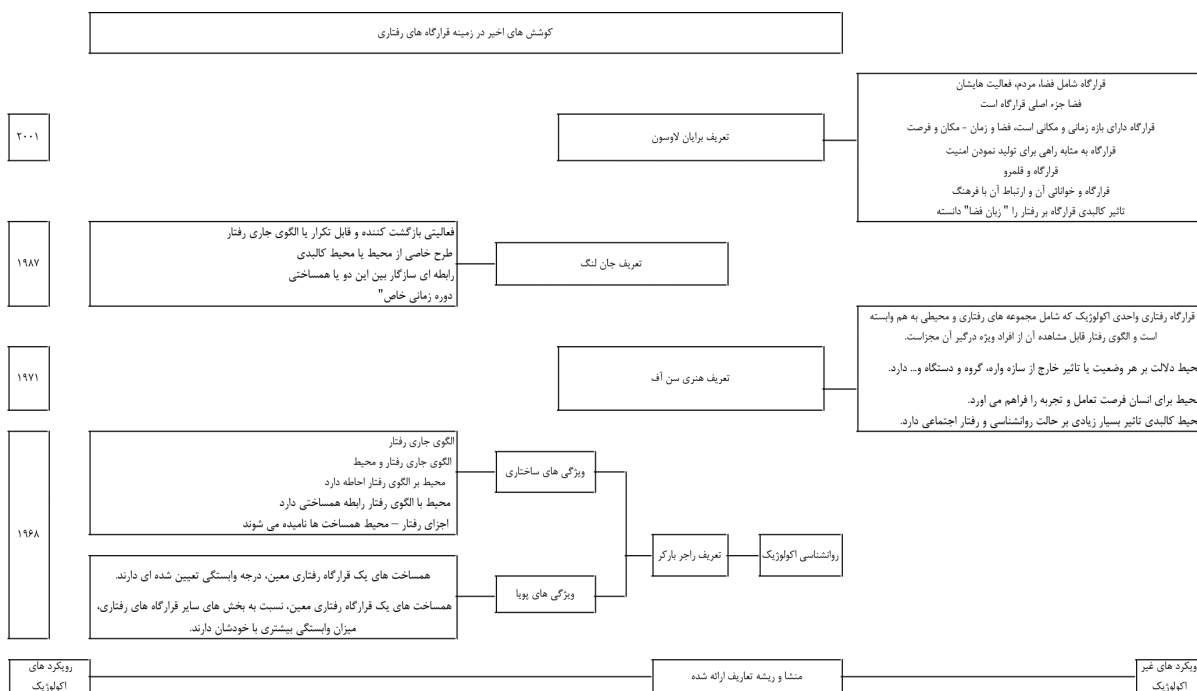 کوشش های اخیر در زمینه قرارگاه های رفتاری
قرارگاه شامل فضا، مردم، فعالیت هایشان
فضا جزء اصلی قرارگاه است
قرارگاه دارای بازه زمانی و مکانی است، فضا و زمان - مکان و فرصت
قرارگاه به مثابه راهی برای تولید نمودن امنیت
قرارگاه و قلمرو
قرارگاه و خوانائی آن و ارتباط آن با فرهنگ
تاثیر کالبدی قرارگاه بر رفتار را " زبان فضا" دانسته
تعریف برایان لاوسون
۲۰۰۱
تعریف جان لنگ
فعالیتی بازگشت کننده و قابل تکرار یا الگوی جاری رفتار
طرح خاصی از محیط یا محیط کالبدی
رابطه ای سازگار بین این دو یا همساختی
دوره زمانی خاص"
۱۹۸۷
قرارگاه رفتاری واحدی اکولوژیک که شامل مجموعه های رفتاری و محیطی به هم وابسته
است و الگوی رفتار قابل مشاهده آن از افراد ویژه درگیر آن مجزاست.
حیط دلالت بر هر وضعیت یا تاثیر خارج از سازه واره، گروه و دستگاه و... دارد.
حیط برای انسان فرصت تعامل و تجربه را فراهم می اورد.
حیط کالبدی تاثیر بسیار زیادی بر حالت روانشناسی و رفتار اجتماعی دارد.
تعریف هنری سن آف
۱۹۷۱
روانشناسی اکولوژیک
تعریف راجر بارکر
ویژگی های ساختاری
الگوی جاری رفتار
الگوی جاری رفتار و محیط
محیط بر الگوی رفتار احاطه دارد
محیط با الگوی رفتار رابطه همساختی دارد
اجزای رفتار – محیط همساخت ها نامیده می شوند
ویژگی های پویا
همساخت های یک قرارگاه رفتاری معین، درجه وابستگی تعیین شده ای دارند.
همساخت های یک قرارگاه رفتاری معین، نسبت به بخش های سایر قرارگاه های رفتاری،
میزان وابستگی بیشتری با خودشان دارند.
۱۹۶۸
ویکرد های غیر
اکولوژیک
منشا و ریشه تعاریف ارائه شده
رویکرد های
اکولوژیک